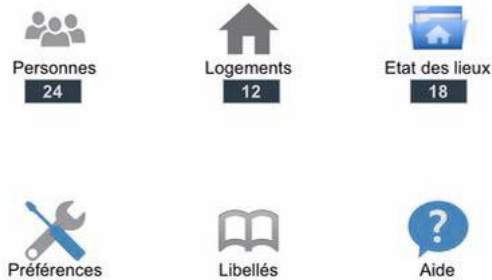 Personnes Logements Etat des lieux
24 12 18
Préférences Libellés Aide